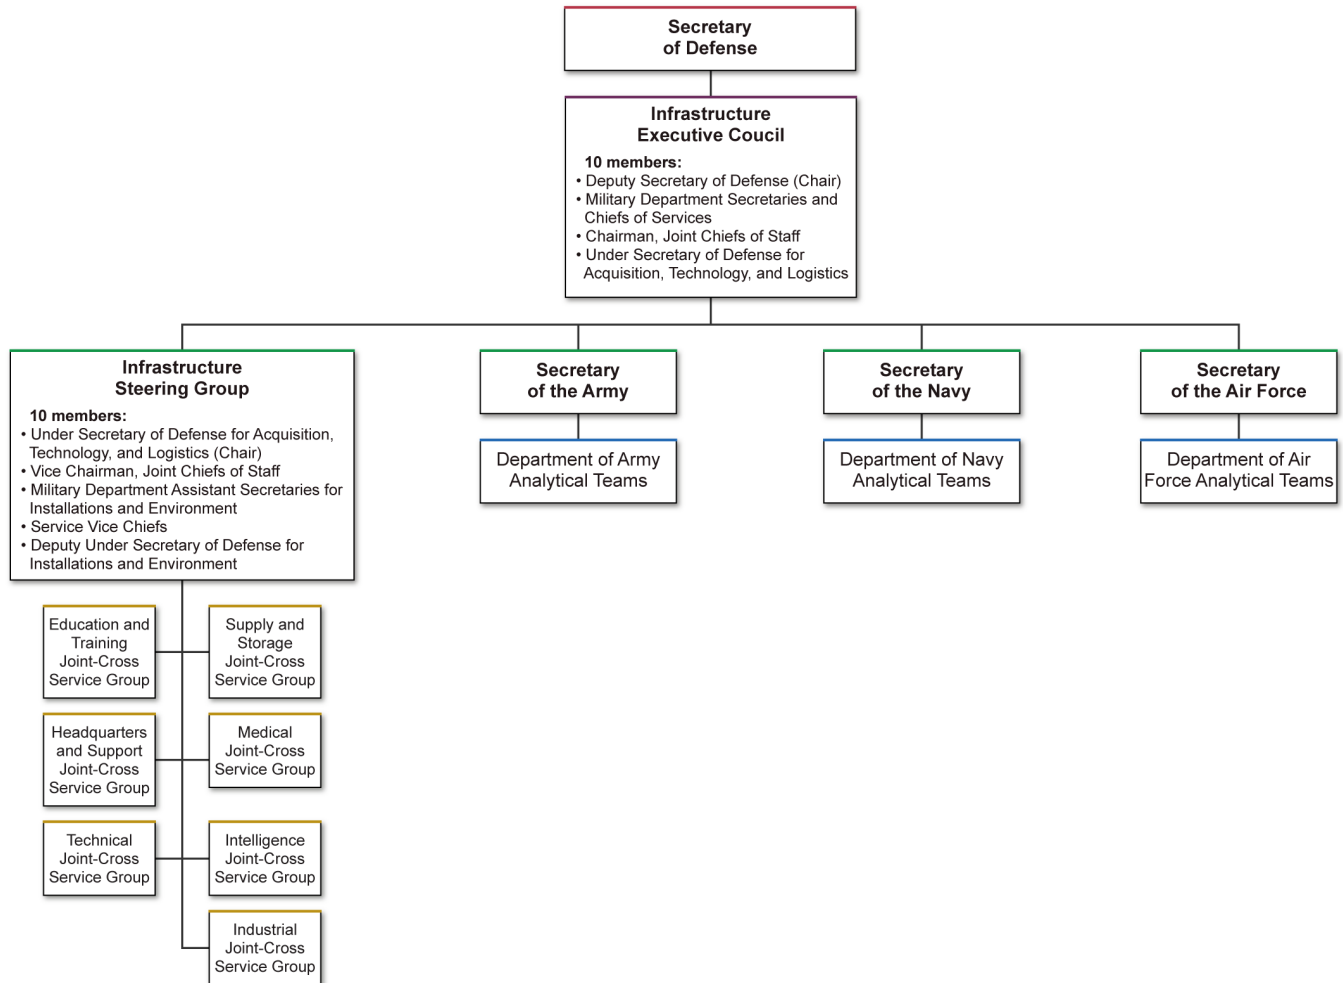 Secretary
of Defense
Infrastructure
Executive Coucil
10 members:
• Deputy Secretary of Defense (Chair)
• Military Department Secretaries and
Chiefs of Services
• Chairman, Joint Chiefs of Staff
• Under Secretary of Defense for
Acquisition, Technology, and Logistics
Infrastructure
Steering Group
10 members:
• Under Secretary of Defense for Acquisition,
Technology, and Logistics (Chair)
• Vice Chairman, Joint Chiefs of Staff
• Military Department Assistant Secretaries for
Installations and Environment
• Service Vice Chiefs
• Deputy Under Secretary of Defense for
Installations and Environment
Secretary
of the Army
Department of Army
Analytical Teams
Secretary
of the Navy
Department of Navy
Analytical Teams
Secretary
of the Air Force
Department of Air
Force Analytical Teams
Education and
Training
Joint-Cross
Service Group
Supply and
Storage
Joint-Cross
Service Group
Headquarters
and Support
Joint-Cross
Service Group
Medical
Joint-Cross
Service Group
Technical
Joint-Cross
Service Group
Intelligence
Joint-Cross
Service Group
Industrial
Joint-Cross
Service Group